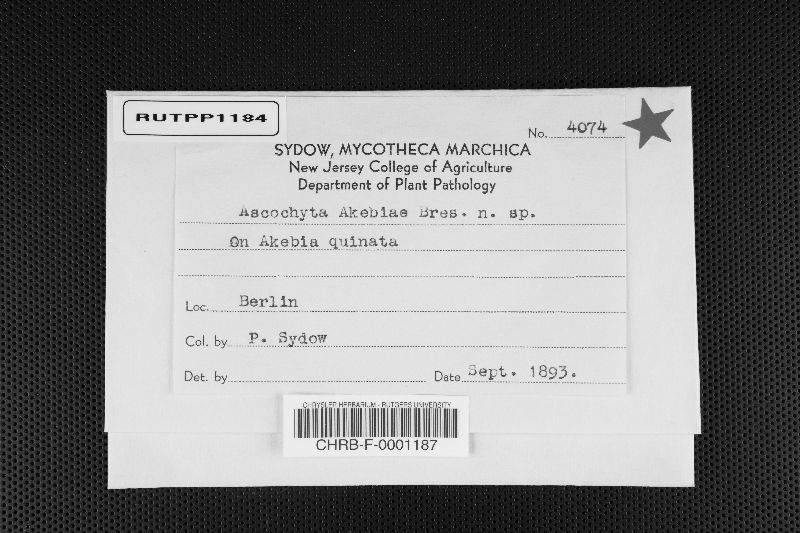 RUTPP1184
No. 4074
SYDOW, MYCOTHECA MARCHICA
New Jersey College of Agriculture
Department of Plant Pathology
Ascochyta Akebiae Bres. n. sp.
On Akebia quinata
Loc. Berlin
Col. by P. Sydow
Det. by Date Sept. 1893.
CHRYSLER HERBARIUM - RUTGERS UNIVERSITY
CHRB-F-0001187